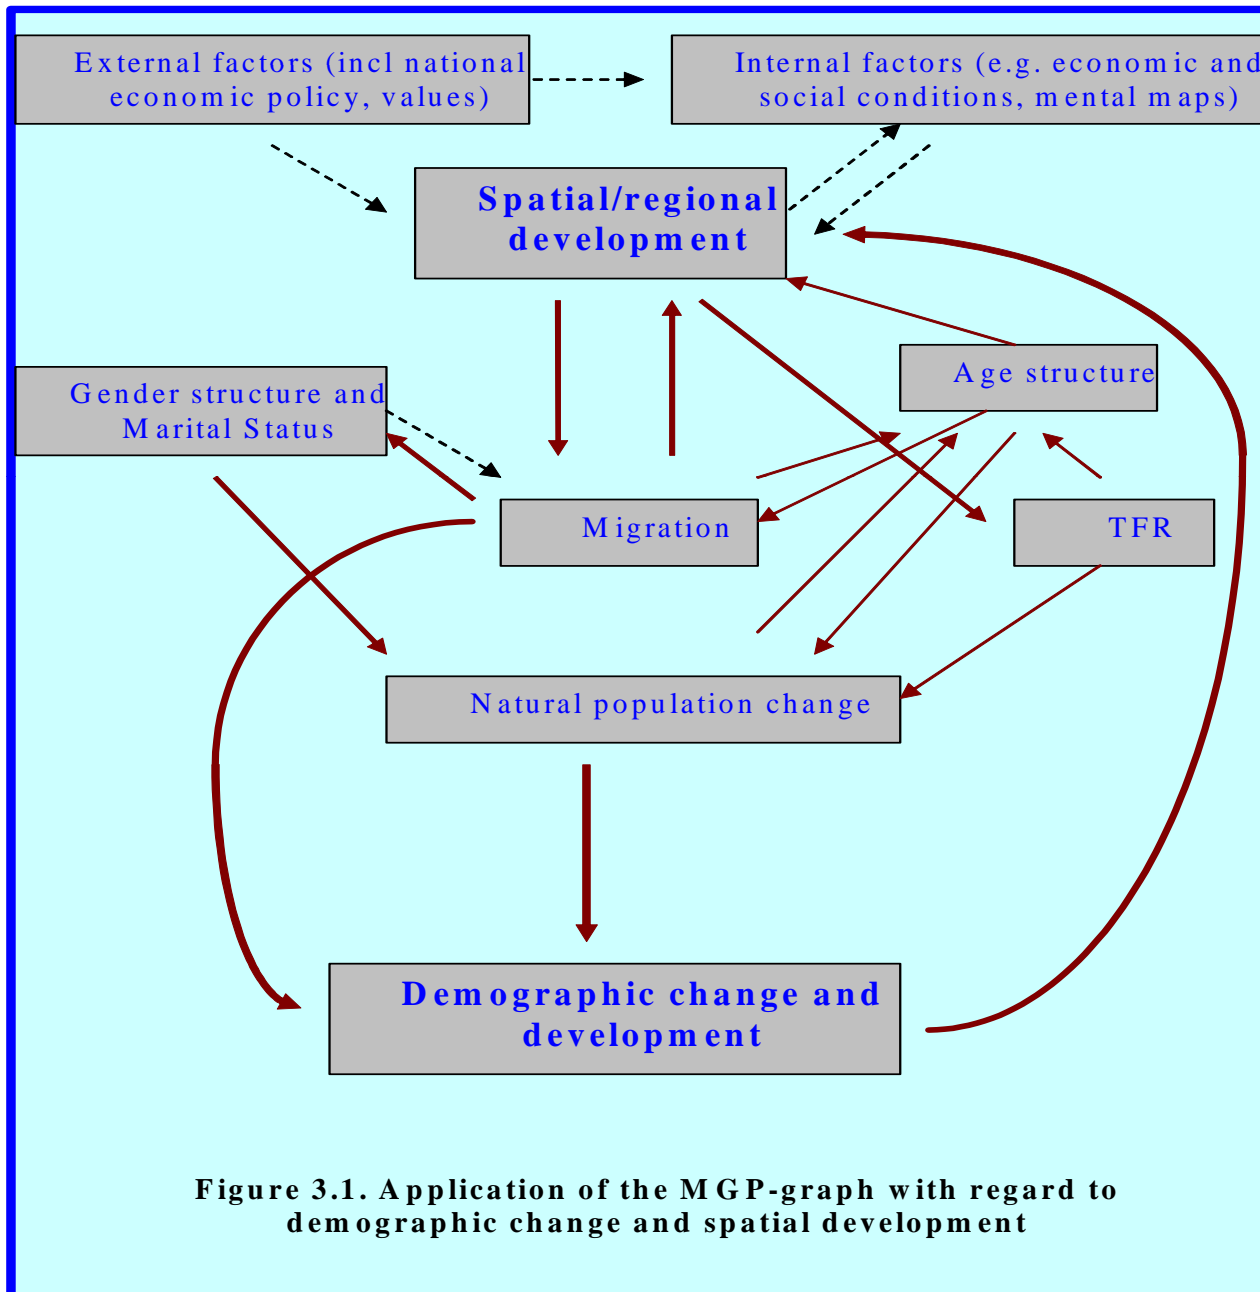 External factors (incl national
economic policy, values)
Internal factors (e.g. economic and
social conditions, mental maps)
Spatial/regional
development
Age structure
Gender structure and
Marital Status
Migration
TFR
Natural population change
Demographic change and
development
Figure 3.1. Application of the MGP-graph with regard to
demographic change and spatial development